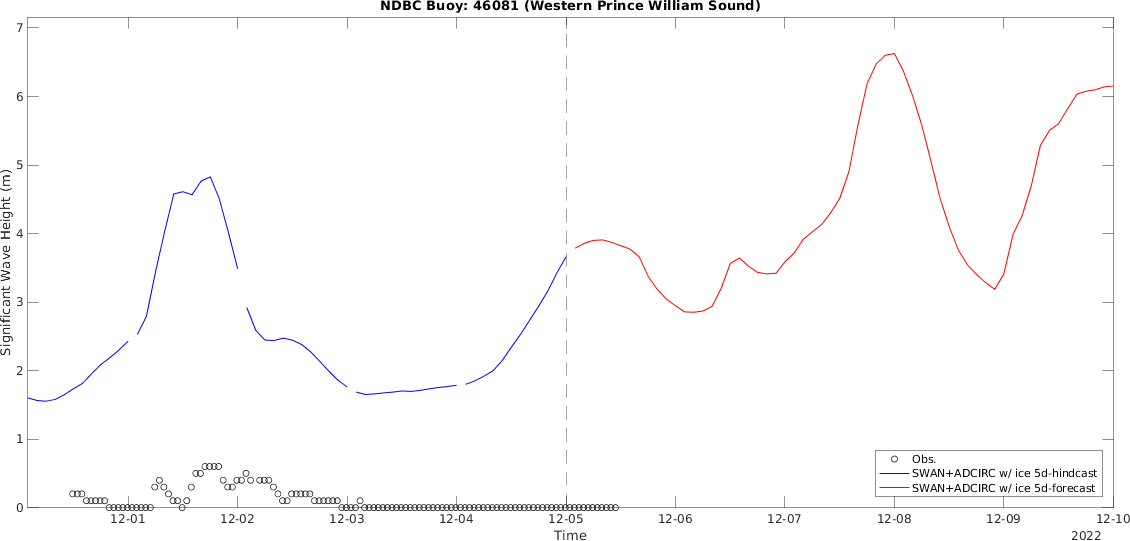 NDBC Buoy: 46081 (Western Prince William Sound)
7
6
5
4
3
2
1
0
Significant Wave Height (m)
12-01 12-02 12-03 12-04 12-05 12-06 12-07 12-08 12-09 12-10
Time
2022
Obs.
SWAN+ADCIRC w/ ice 5d-hindcast
SWAN+ADCIRC w/ ice 5d-forecast